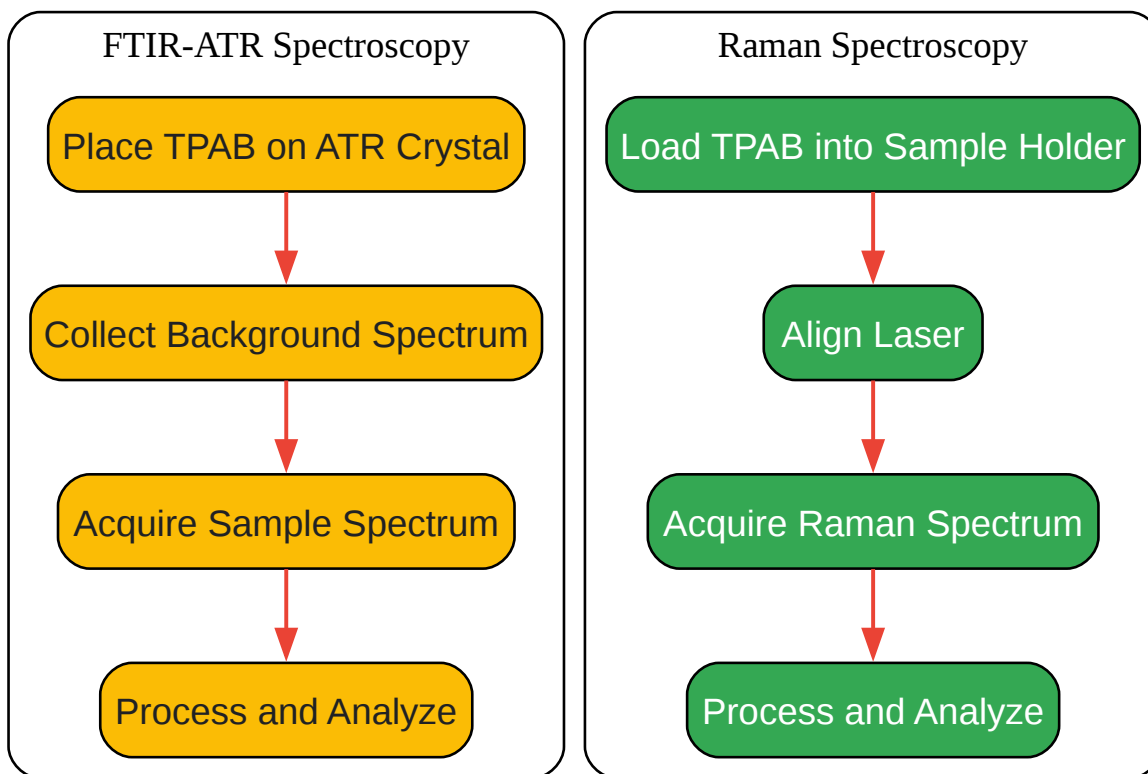 FTIR-ATR Spectroscopy
Place TPAB on ATR Crystal
Collect Background Spectrum
Acquire Sample Spectrum
Process and Analyze
Raman Spectroscopy
Load TPAB into Sample Holder
Align Laser
Acquire Raman Spectrum
Process and Analyze